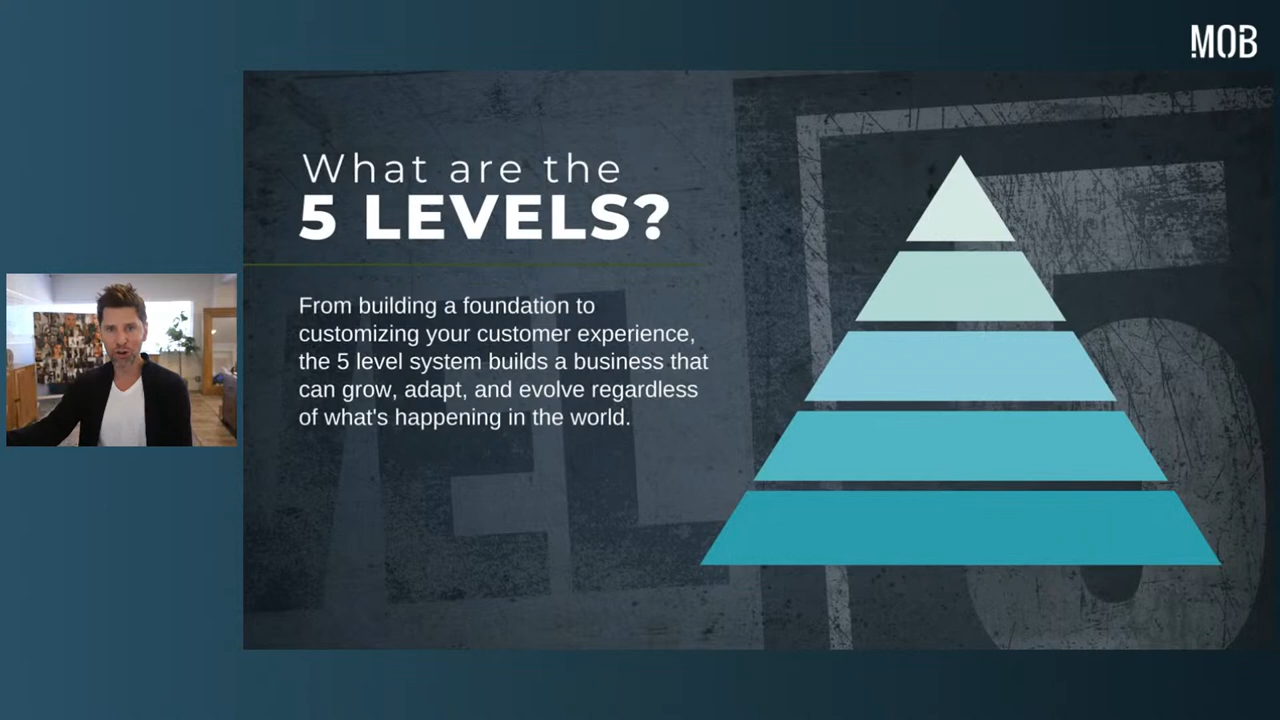 MOB
What are the
5 LEVELS?
From building a foundation to
customizing your customer experience,
the 5 level system builds a business that
can grow, adapt, and evolve regardless
of what's happening in the world.